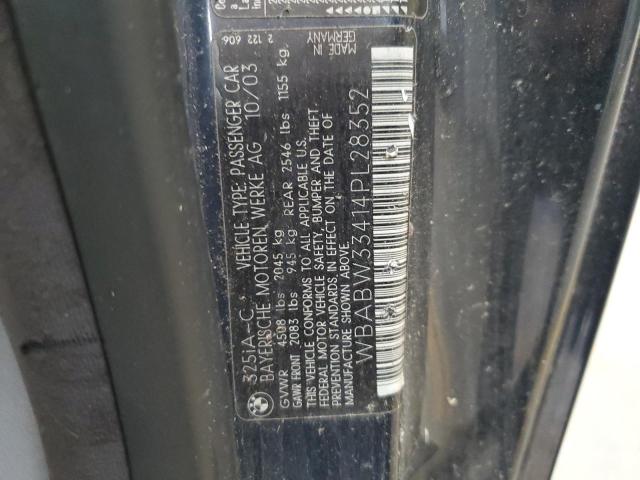 325iA-C VEHICLE TYPE: PASSENGER CAR
BAYERISCHE MOTOREN WERKE AG 10/03
GVWR 4508 lbs 2045 kg
GAWR FRONT 2083 lbs 945 kg REAR 2546 lbs 1155 kg
THIS VEHICLE CONFORMS TO ALL APPLICABLE U.S.
FEDERAL MOTOR VEHICLE SAFETY, BUMPER AND THEFT
PREVENTION STANDARDS IN EFFECT ON THE DATE OF
MANUFACTURE SHOWN ABOVE.
WBABW33414PL28352
2 122 606
MADE IN
GERMANY